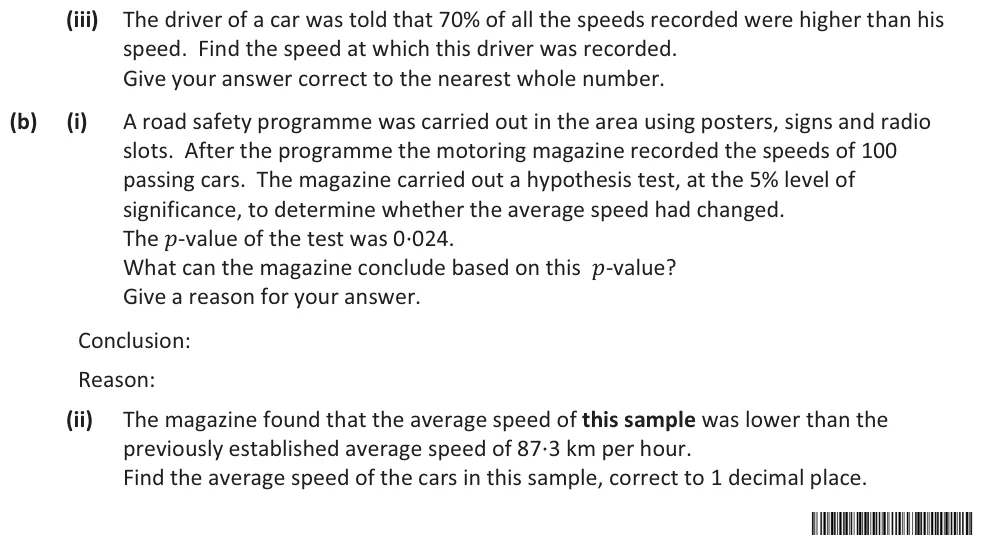 (iii) The driver of a car was told that 70% of all the speeds recorded were higher than his
speed. Find the speed at which this driver was recorded.
Give your answer correct to the nearest whole number.
(b) (i) A road safety programme was carried out in the area using posters, signs and radio
slots. After the programme the motoring magazine recorded the speeds of 100
passing cars. The magazine carried out a hypothesis test, at the 5% level of
significance, to determine whether the average speed had changed.
The p-value of the test was 0·024.
What can the magazine conclude based on this p-value?
Give a reason for your answer.
Conclusion:
Reason:
(ii) The magazine found that the average speed of this sample was lower than the
previously established average speed of 87·3 km per hour.
Find the average speed of the cars in this sample, correct to 1 decimal place.